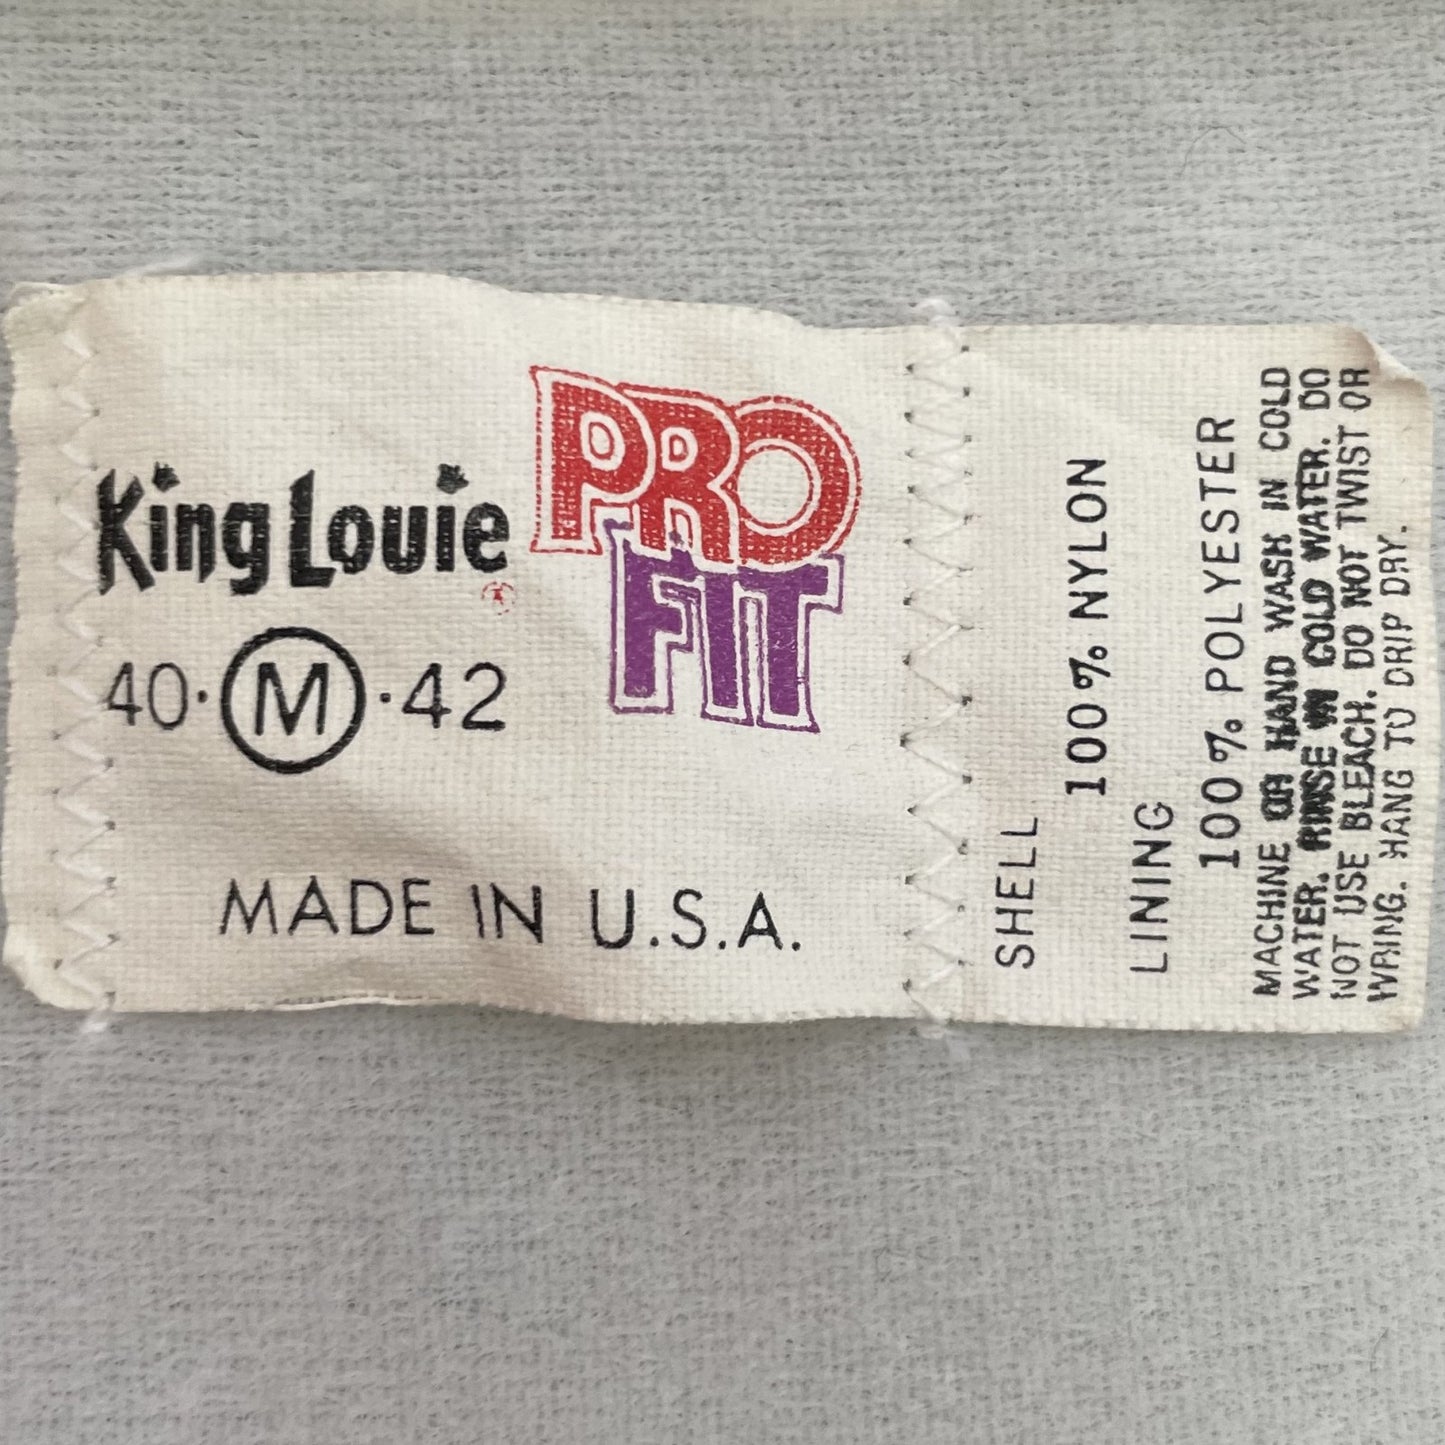 King Louie
PRO
FIT
®
40·M·42
MADE IN U.S.A.
SHELL
100% NYLON
LINING
100% POLYESTER
MACHINE OR HAND WASH IN COLD
WATER. RINSE IN COLD WATER. DO
NOT USE BLEACH. DO NOT TWIST OR
WRING. HANG TO DRIP DRY.